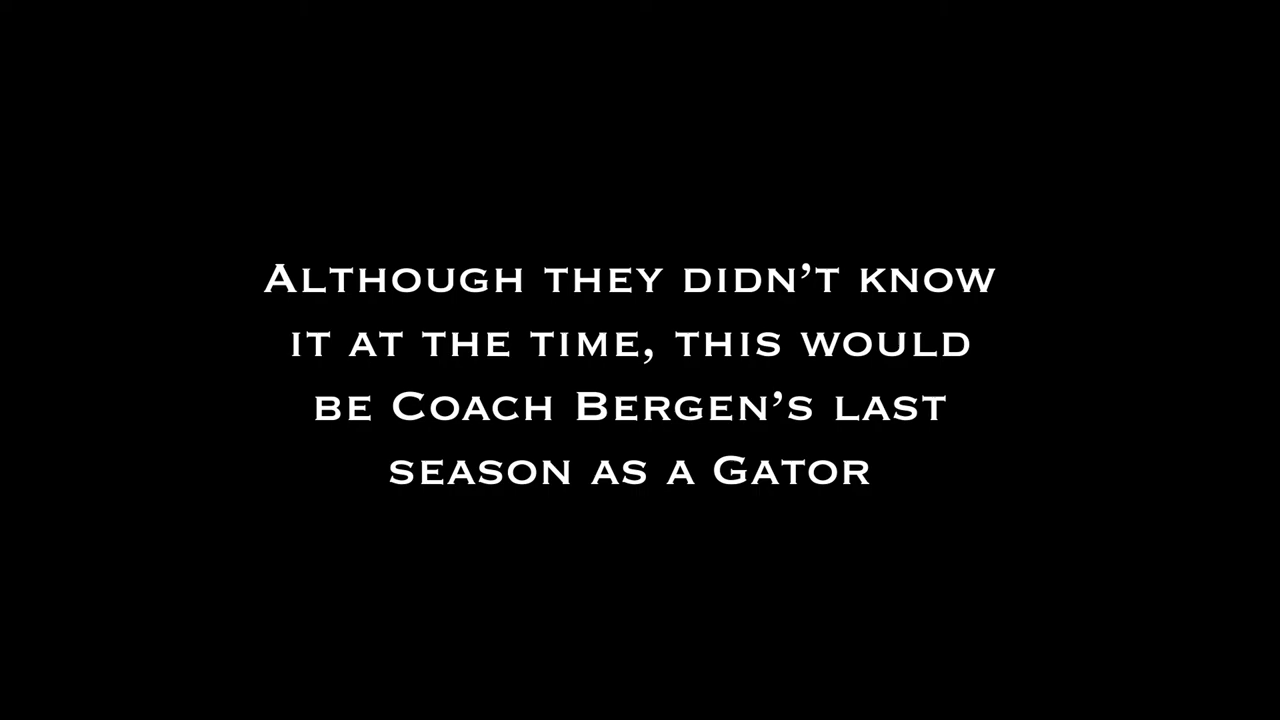 Although they didn’t know
it at the time, this would
be Coach Bergen’s last
season as a Gator